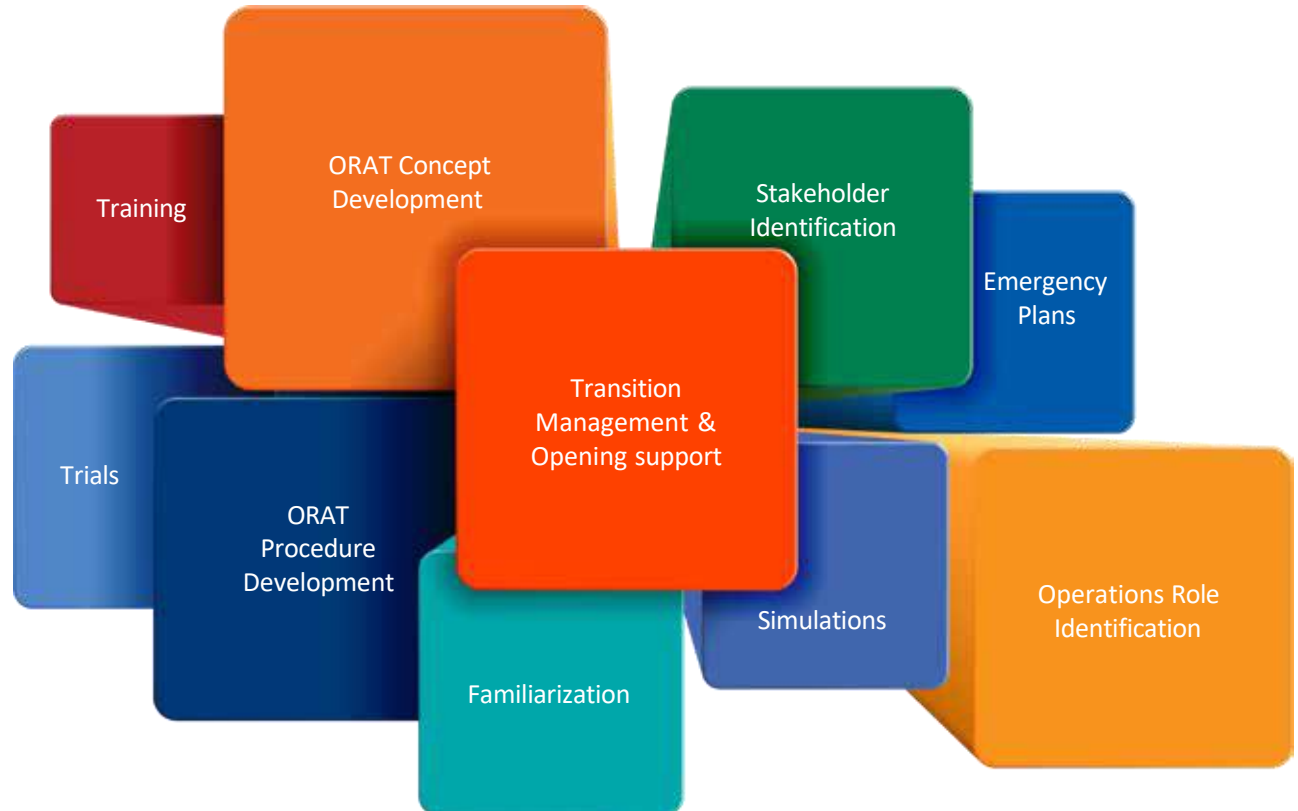 ORAT Concept
Development
Training
Stakeholder
Identification
Emergency
Plans
Transition
Management &
Opening support
Trials
ORAT
Procedure
Development
Familiarization
Simulations
Operations Role
Identification